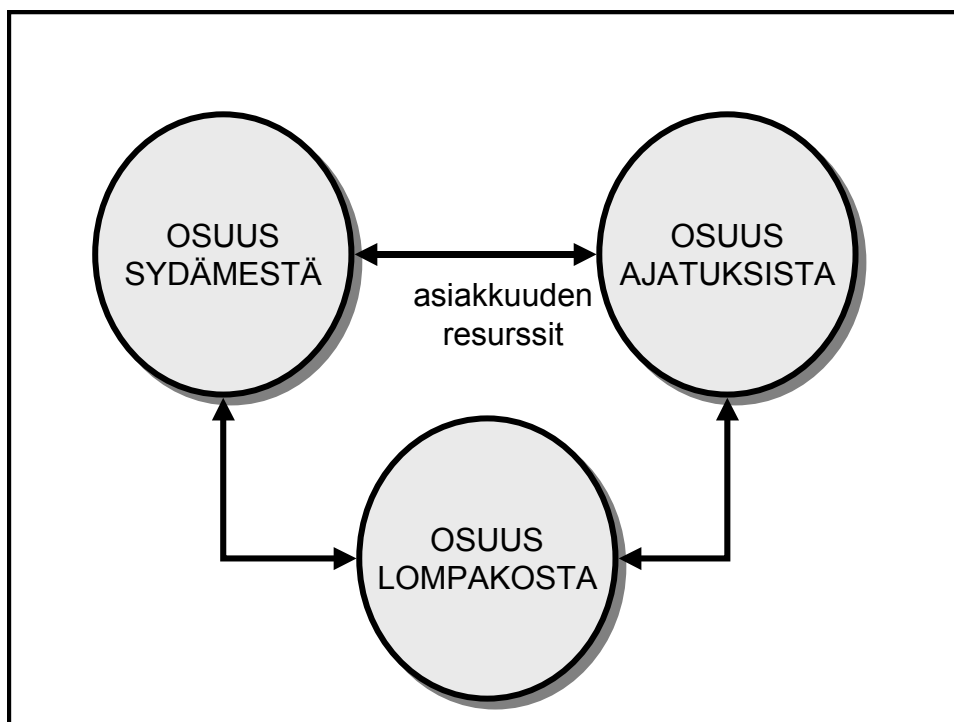 OSUUS
SYDÄMESTÄ
OSUUS
AJATUKSISTA
asiakkuuden
resurssit
OSUUS
LOMPAKOSTA